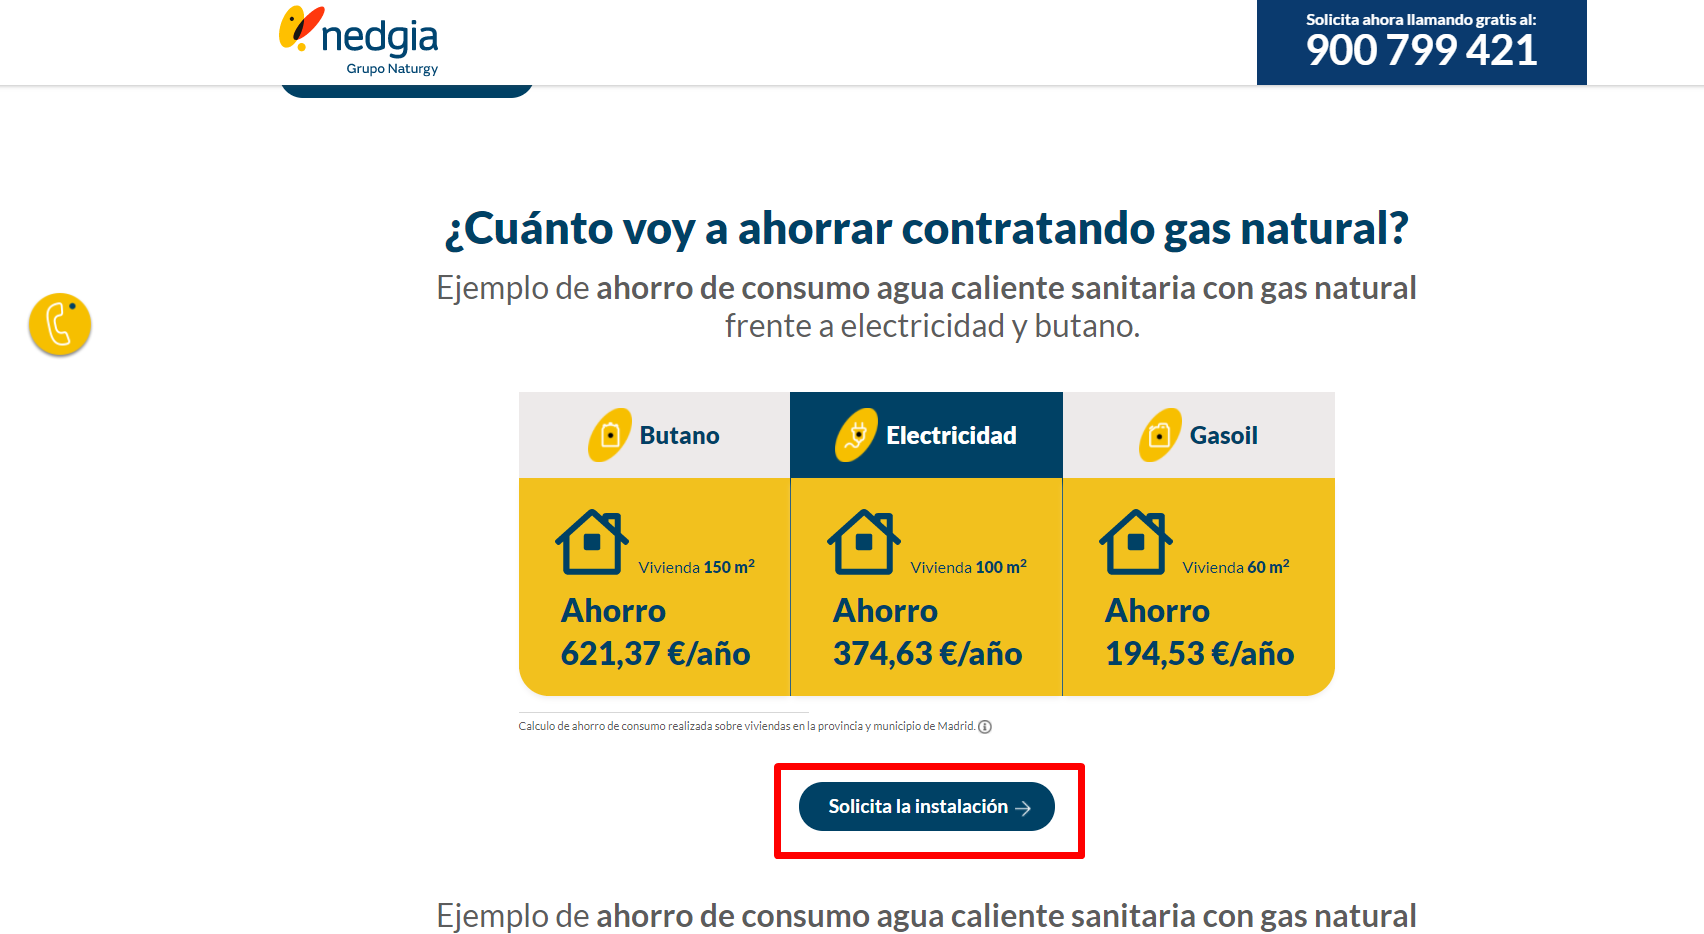 nedgia
Grupo Naturgy
Solicita ahora llamando gratis al:
900 799 421
¿Cuánto voy a ahorrar contratando gas natural?
Ejemplo de ahorro de consumo agua caliente sanitaria con gas natural
frente a electricidad y butano.
Butano
Electricidad
Gasoil
Vivienda 150 m²
Ahorro
621,37 €/año
Vivienda 100 m²
Ahorro
374,63 €/año
Vivienda 60 m²
Ahorro
194,53 €/año
Calculo de ahorro de consumo realizada sobre viviendas en la provincia y municipio de Madrid.
Solicita la instalación →
Ejemplo de ahorro de consumo agua caliente sanitaria con gas natural